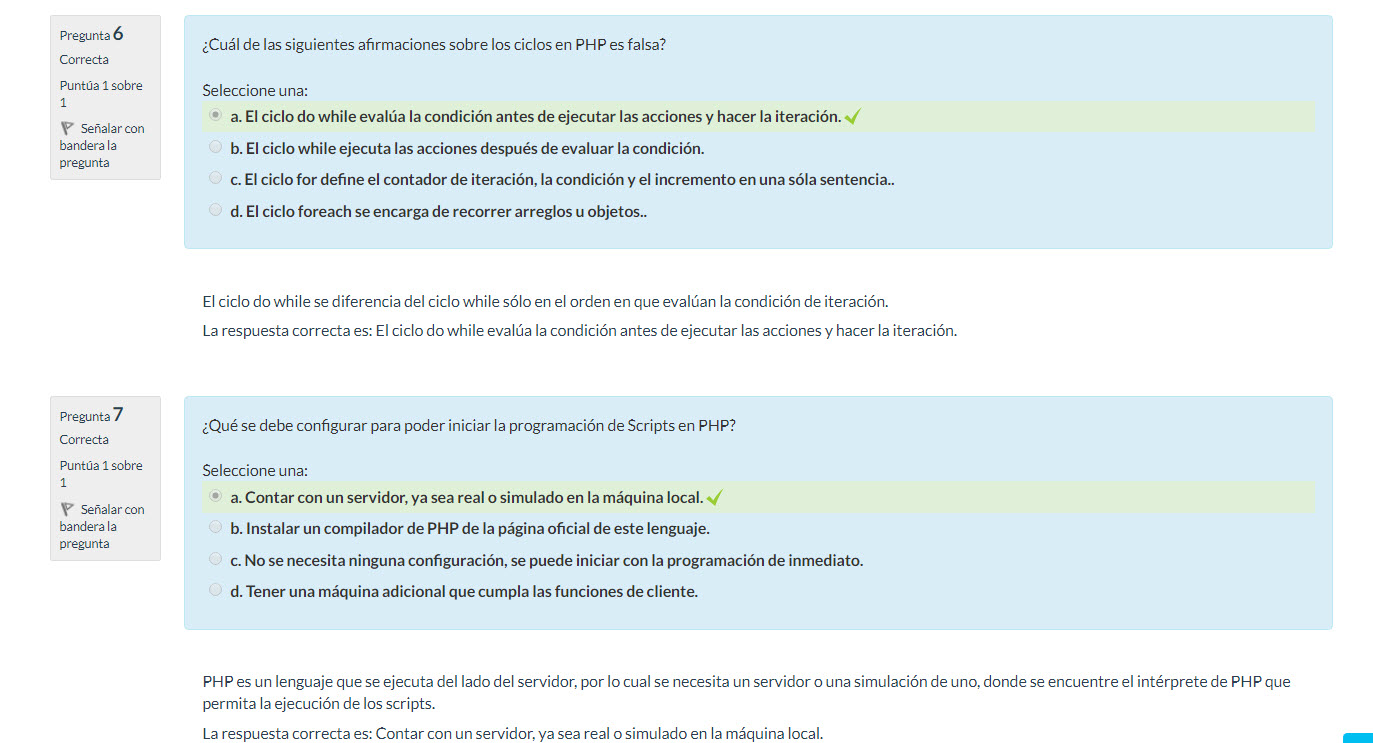 Pregunta 6
Correcta
Puntúa 1 sobre
1
Señalar con
bandera la
pregunta
¿Cuál de las siguientes afirmaciones sobre los ciclos en PHP es falsa?
Seleccione una:
a. El ciclo do while evalúa la condición antes de ejecutar las acciones y hacer la iteración.
b. El ciclo while ejecuta las acciones después de evaluar la condición.
c. El ciclo for define el contador de iteración, la condición y el incremento en una sóla sentencia..
d. El ciclo foreach se encarga de recorrer arreglos u objetos..
El ciclo do while se diferencia del ciclo while sólo en el orden en que evalúan la condición de iteración.
La respuesta correcta es: El ciclo do while evalúa la condición antes de ejecutar las acciones y hacer la iteración.
Pregunta 7
Correcta
Puntúa 1 sobre
1
Señalar con
bandera la
pregunta
¿Qué se debe configurar para poder iniciar la programación de Scripts en PHP?
Seleccione una:
a. Contar con un servidor, ya sea real o simulado en la máquina local.
b. Instalar un compilador de PHP de la página oficial de este lenguaje.
c. No se necesita ninguna configuración, se puede iniciar con la programación de inmediato.
d. Tener una máquina adicional que cumpla las funciones de cliente.
PHP es un lenguaje que se ejecuta del lado del servidor, por lo cual se necesita un servidor o una simulación de uno, donde se encuentre el intérprete de PHP que
permita la ejecución de los scripts.
La respuesta correcta es: Contar con un servidor, ya sea real o simulado en la máquina local.